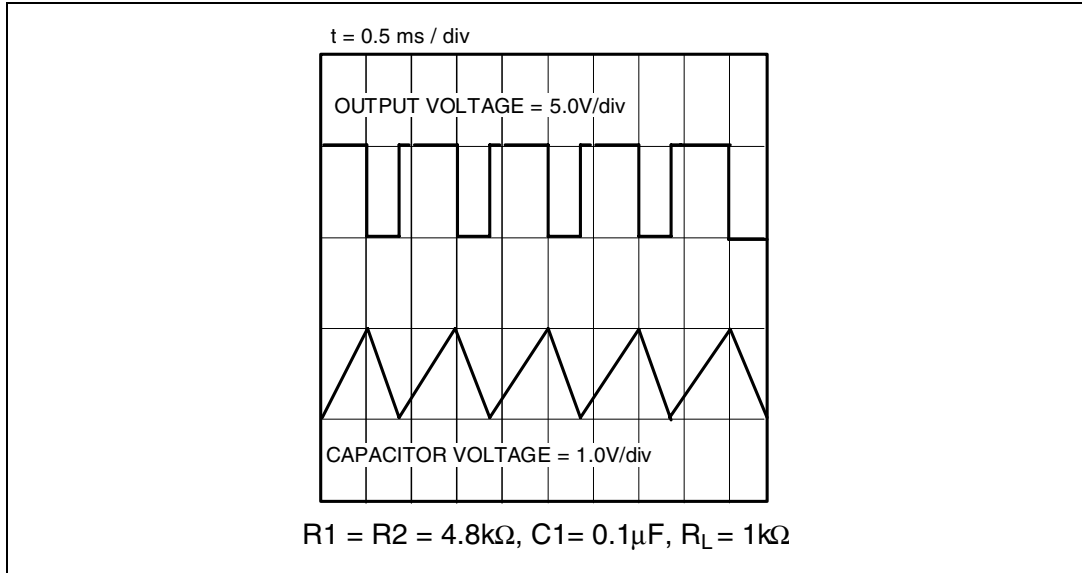 t = 0.5 ms / div
OUTPUT VOLTAGE = 5.0V/div
CAPACITOR VOLTAGE = 1.0V/div
R1 = R2 = 4.8kΩ, C1= 0.1μF, RL = 1kΩ